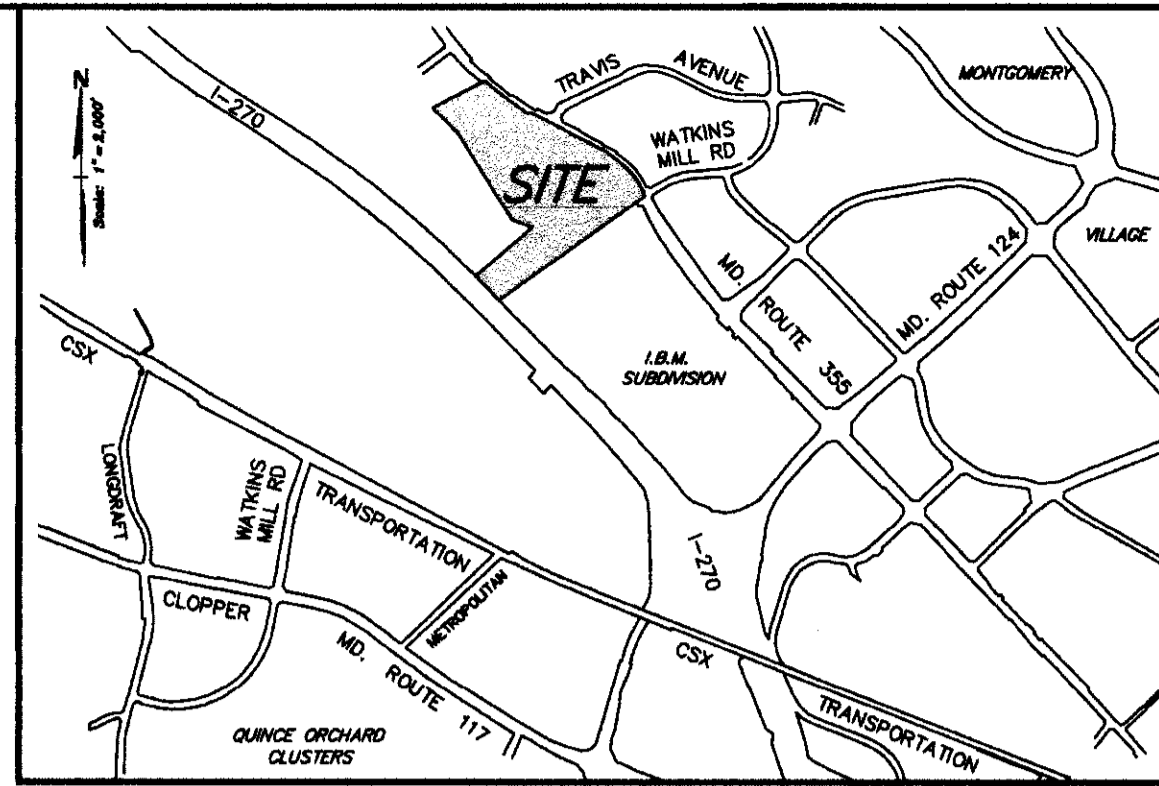 N
Scale: 1" = 2,000'
I-270
TRAVIS
AVENUE
MONTGOMERY
WATKINS
MILL RD
SITE
VILLAGE
MD.
ROUTE
355
MD. ROUTE 124
I.B.M.
SUBDIVISION
CSX
LONGDRAFT
WATKINS
MILL RD
TRANSPORTATION
METROPOLITAN
I-270
CLOPPER
MD.
ROUTE
117
CSX
TRANSPORTATION
QUINCE ORCHARD
CLUSTERS